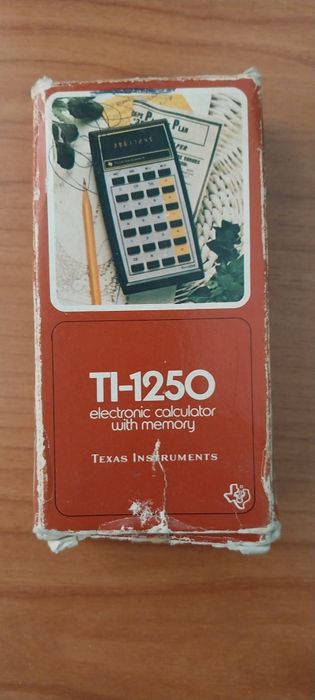 TI-1250
electronic calculator
with memory
TEXAS INSTRUMENTS